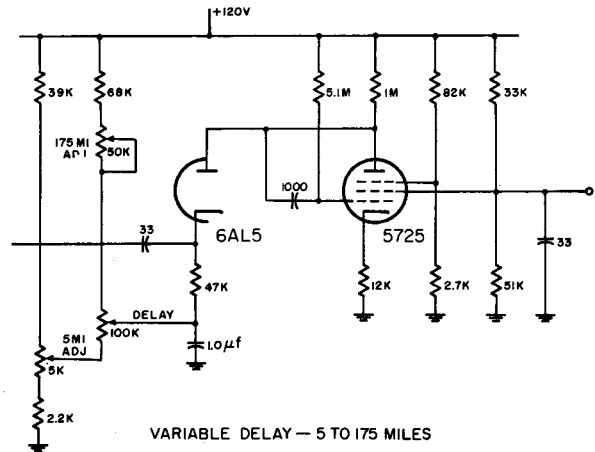 +120V
39K
68K
5.1M
1M
82K
33K
175 MI
50K
1000
33
6AL5
5725
33
47K
12K
2.7K
51K
DELAY
100K
5MI
ADJ
5K
1.0μf
2.2K
VARIABLE DELAY — 5 TO 175 MILES